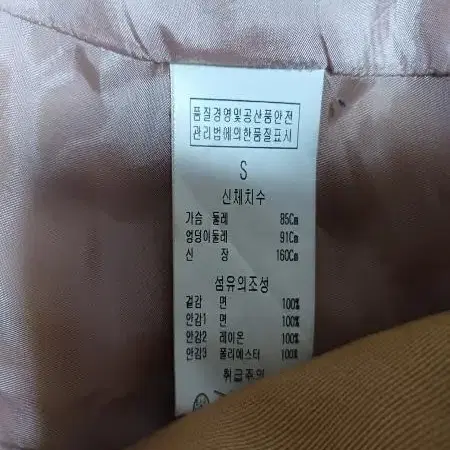 품질경영및공산품안전
관리법에의한품질표시
S
신체치수
가슴 둘레 85Cm
엉덩이둘레 91Cm
신 장 160Cm
섬유의조성
겉감 면 100%
안감1 면 100%
안감2 레이온 100%
안감3 폴리에스터 100%
취급주의